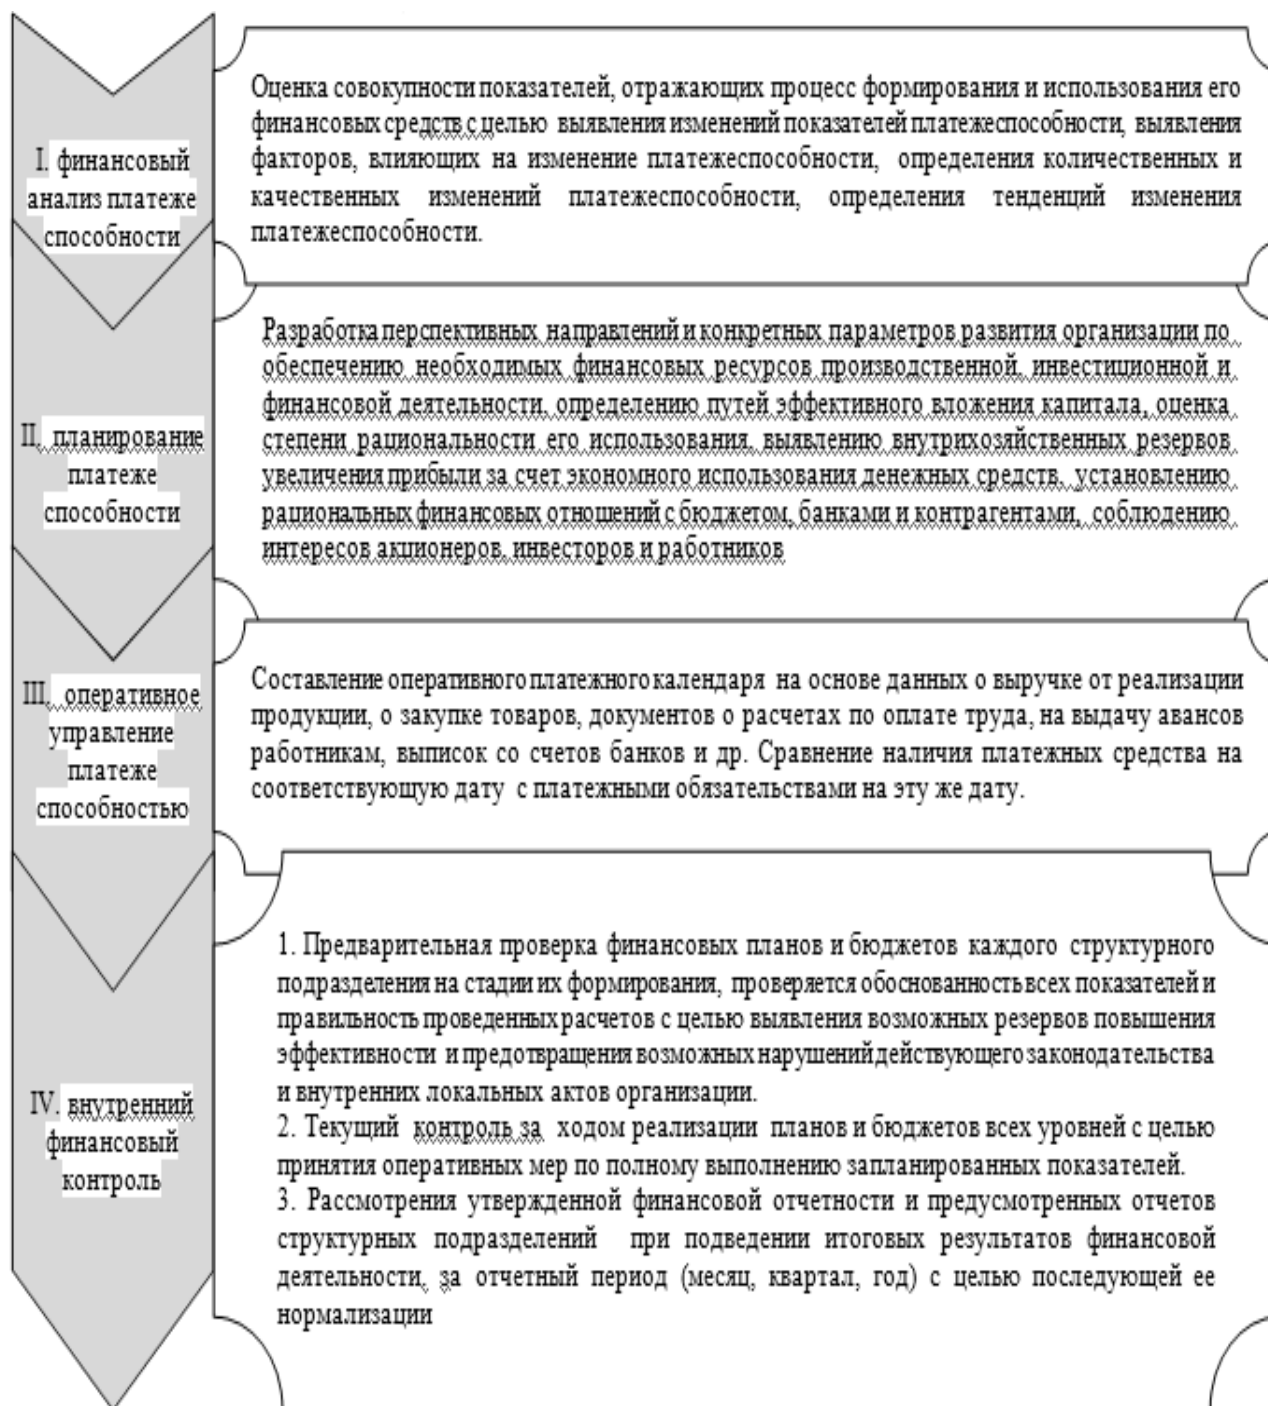 I. финансовый
анализ платеже
способности
Оценка совокупности показателей, отражающих процесс формирования и использования его
финансовых средств с целью выявления изменений показателей платежеспособности, выявления
факторов, влияющих на изменение платежеспособности, определения количественных и
качественных изменений платежеспособности, определения тенденций изменения
платежеспособности.
II. планирование
платеже
способности
Разработка перспективных направлений и конкретных параметров развития организации по
обеспечению необходимых финансовых ресурсов производственной, инвестиционной и
финансовой деятельности, определению путей эффективного вложения капитала, оценка
степени рациональности его использования, выявлению внутрихозяйственных резервов
увеличения прибыли за счет экономного использования денежных средств, установлению
рациональных финансовых отношений с бюджетом, банками и контрагентами, соблюдению
интересов акционеров, инвесторов и работников
III. оперативное
управление
платеже
способностью
Составление оперативного платежного календаря на основе данных о выручке от реализации
продукции, о закупке товаров, документов о расчетах по оплате труда, на выдачу авансов
работникам, выписок со счетов банков и др. Сравнение наличия платежных средства на
соответствующую дату с платежными обязательствами на эту же дату.
IV. внутренний
финансовый
контроль
1. Предварительная проверка финансовых планов и бюджетов каждого структурного
подразделения на стадии их формирования, проверяется обоснованность всех показателей и
правильность проведенных расчетов с целью выявления возможных резервов повышения
эффективности и предотвращения возможных нарушений действующего законодательства
и внутренних локальных актов организации.
2. Текущий контроль за ходом реализации планов и бюджетов всех уровней с целью
принятия оперативных мер по полному выполнению запланированных показателей.
3. Рассмотрения утвержденной финансовой отчетности и предусмотренных отчетов
структурных подразделений при подведении итоговых результатов финансовой
деятельности, за отчетный период (месяц, квартал, год) с целью последующей ее
нормализации